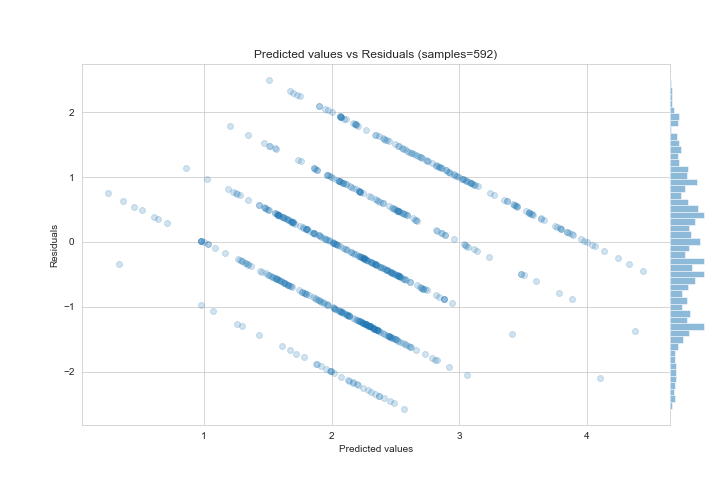 Predicted values vs Residuals (samples=592)
2
1
0
−1
−2
Residuals
1 2 3 4
Predicted values